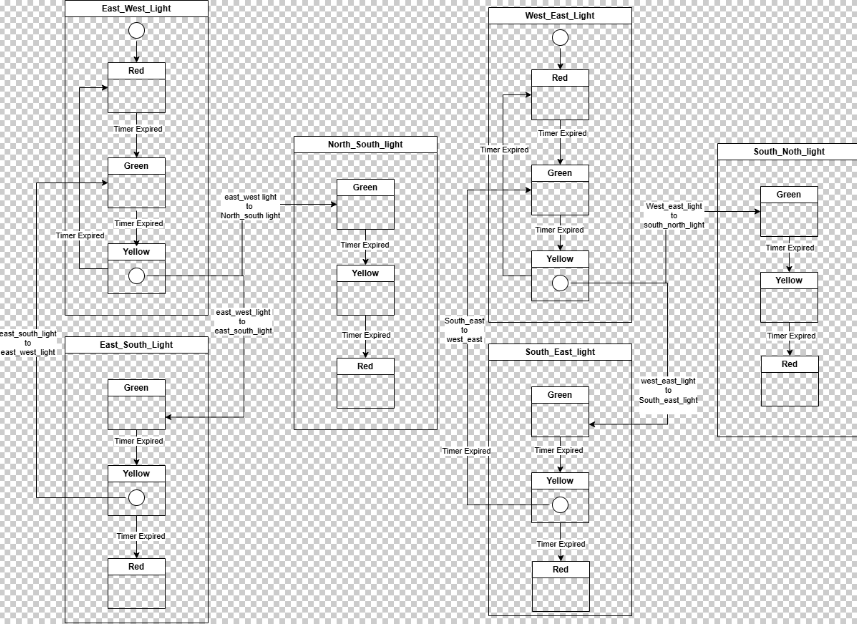 East_West_Light
Red
Timer Expired
Green
Timer Expired
Timer Expired
Yellow
east_west light
to
North_south light
North_South_light
Green
Timer Expired
Yellow
Timer Expired
Red
east_west_light
to
east_south_light
east_south_light
to
east_west_light
East_South_Light
Green
Timer Expired
Yellow
Timer Expired
Red
West_East_Light
Red
Timer Expired
Timer Expired
Green
Timer Expired
Yellow
West_east_light
to
south_north_light
South_Noth_light
Green
Timer Expired
Yellow
Timer Expired
Red
South_east
to
west_east
west_east_light
to
South_east_light
South_East_light
Green
Timer Expired
Timer Expired
Yellow
Timer Expired
Red